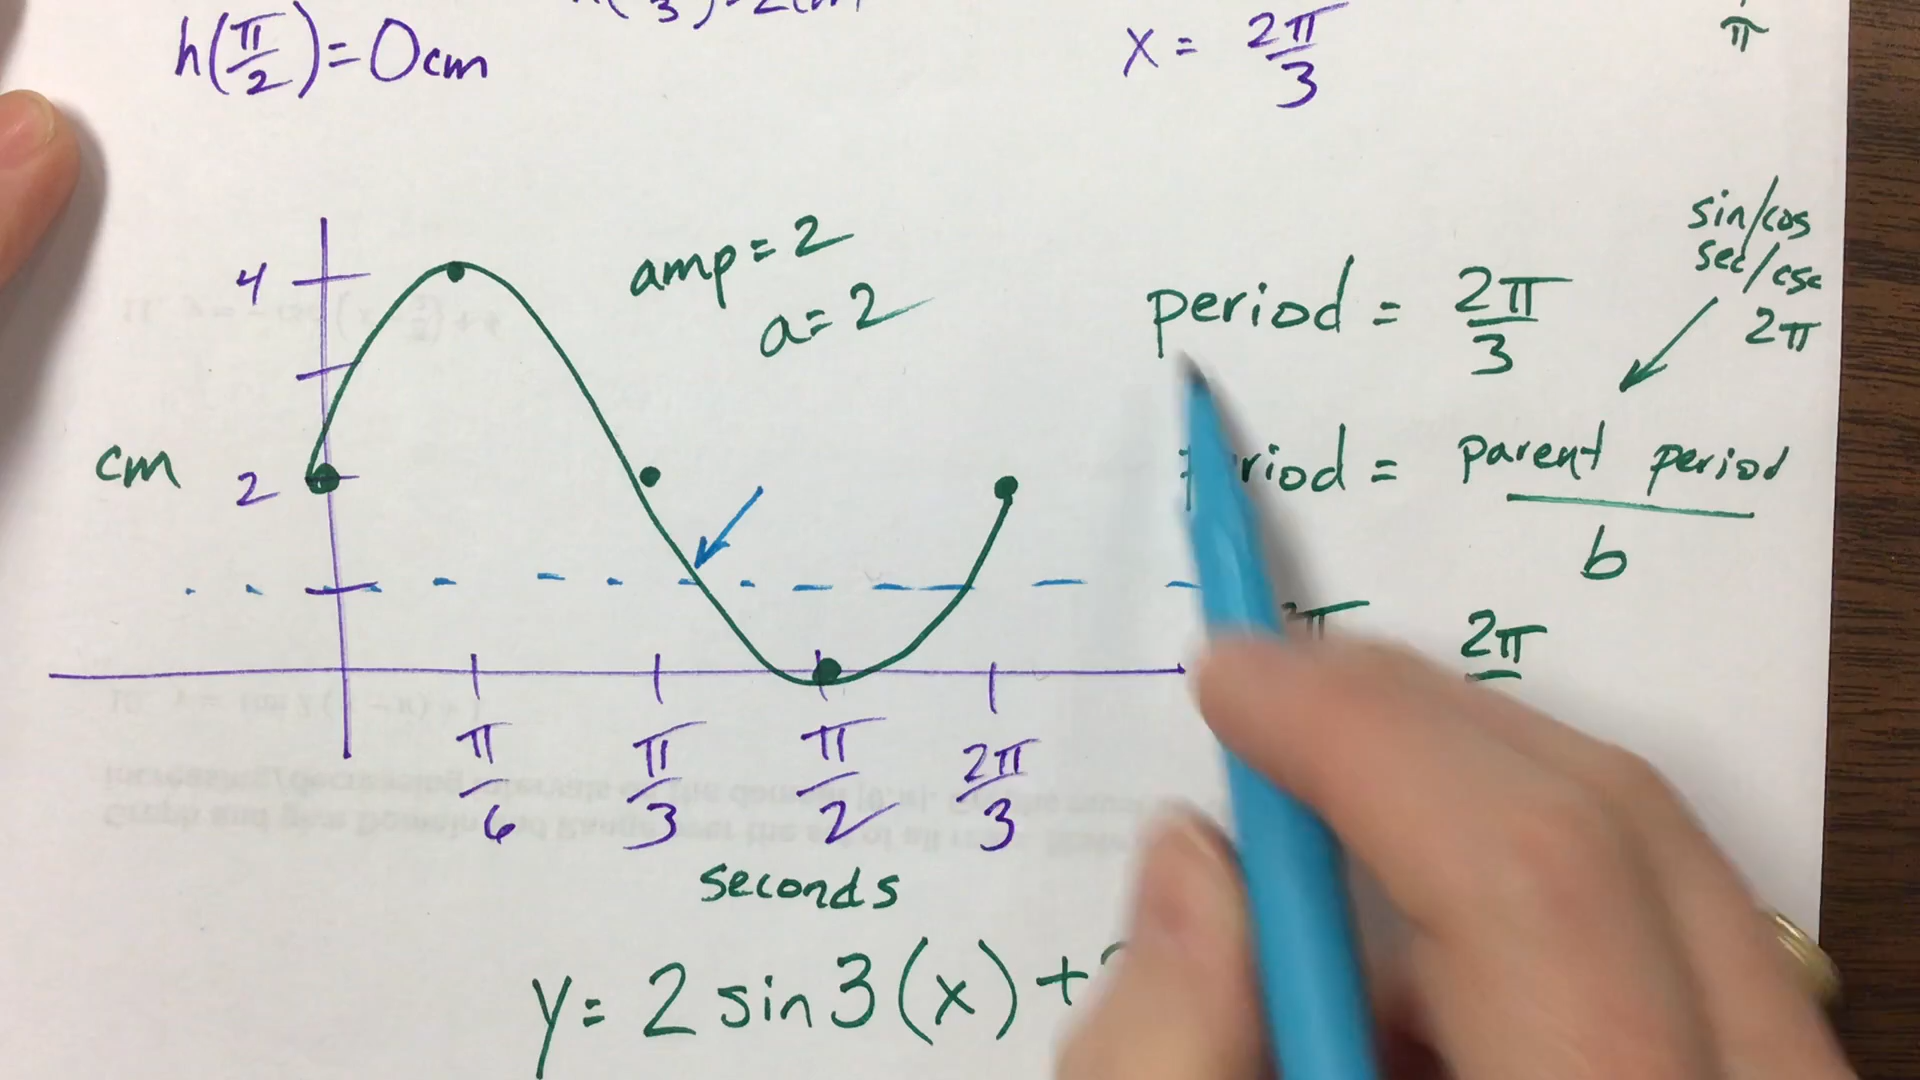 h(π/2) = 0cm
x = 2π/3
π
sin/cos
sec/csc
2π
amp = 2
a = 2
period = 2π/3
4
cm
2
period = parent period / b
2π
π/6 π/3 π/2 2π/3
seconds
y = 2 sin 3(x) +